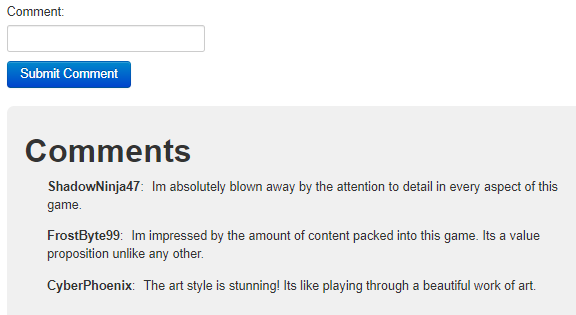 Comment:
Submit Comment
Comments
ShadowNinja47: Im absolutely blown away by the attention to detail in every aspect of this
game.
FrostByte99: Im impressed by the amount of content packed into this game. Its a value
proposition unlike any other.
CyberPhoenix: The art style is stunning! Its like playing through a beautiful work of art.